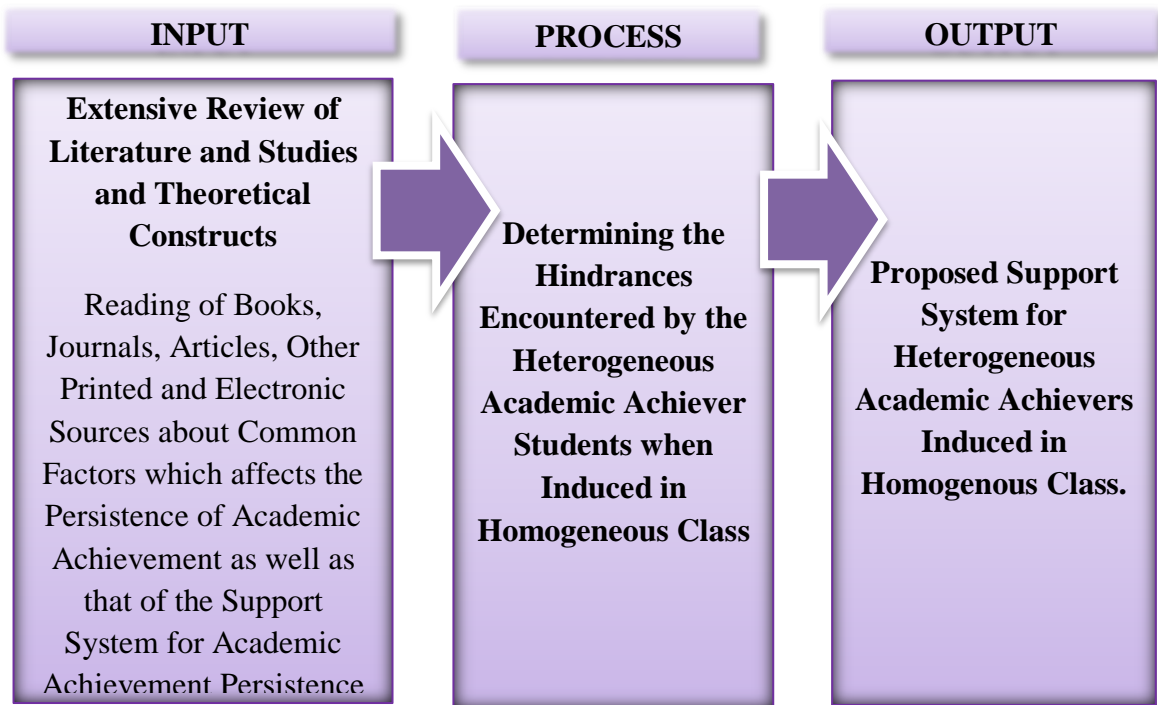 INPUT
Extensive Review of
Literature and Studies
and Theoretical
Constructs
Reading of Books,
Journals, Articles, Other
Printed and Electronic
Sources about Common
Factors which affects the
Persistence of Academic
Achievement as well as
that of the Support
System for Academic
Achievement Persistence
PROCESS
Determining the
Hindrances
Encountered by the
Heterogeneous
Academic Achiever
Students when
Induced in
Homogeneous Class
OUTPUT
Proposed Support
System for
Heterogeneous
Academic Achievers
Induced in
Homogenous Class.